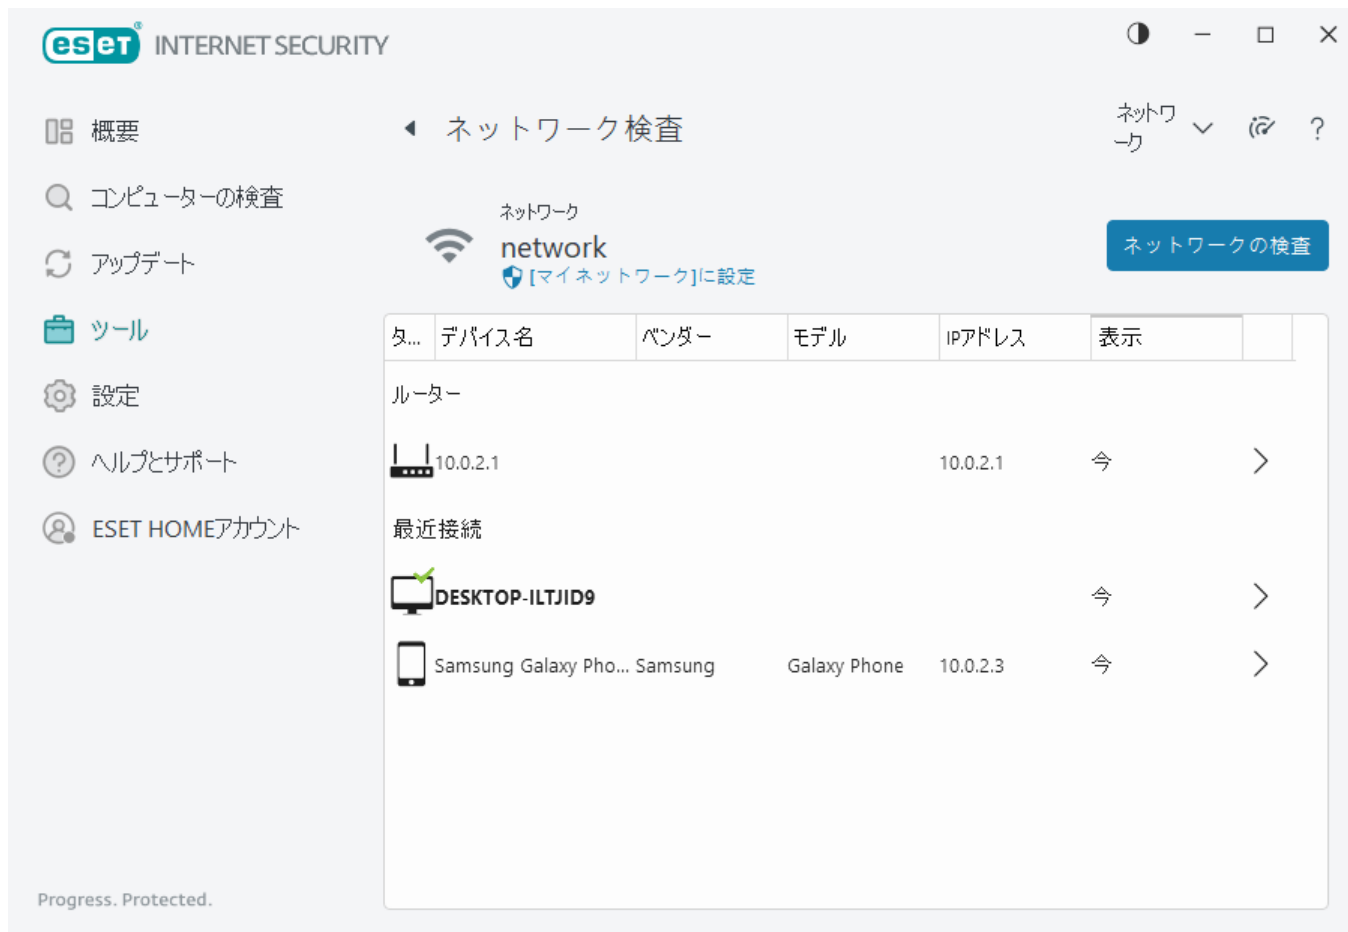 eset® INTERNET SECURITY
概要
コンピューターの検査
アップデート
ツール
設定
ヘルプとサポート
ESET HOMEアカウント
Progress. Protected.
ネットワーク検査
ネットワ
ーク
?
ネットワーク
network
[マイネットワーク]に設定
ネットワークの検査
タ... デバイス名 ベンダー モデル IPアドレス 表示
ルーター
10.0.2.1 10.0.2.1 今
最近接続
DESKTOP-ILTJID9 今
Samsung Galaxy Pho... Samsung Galaxy Phone 10.0.2.3 今